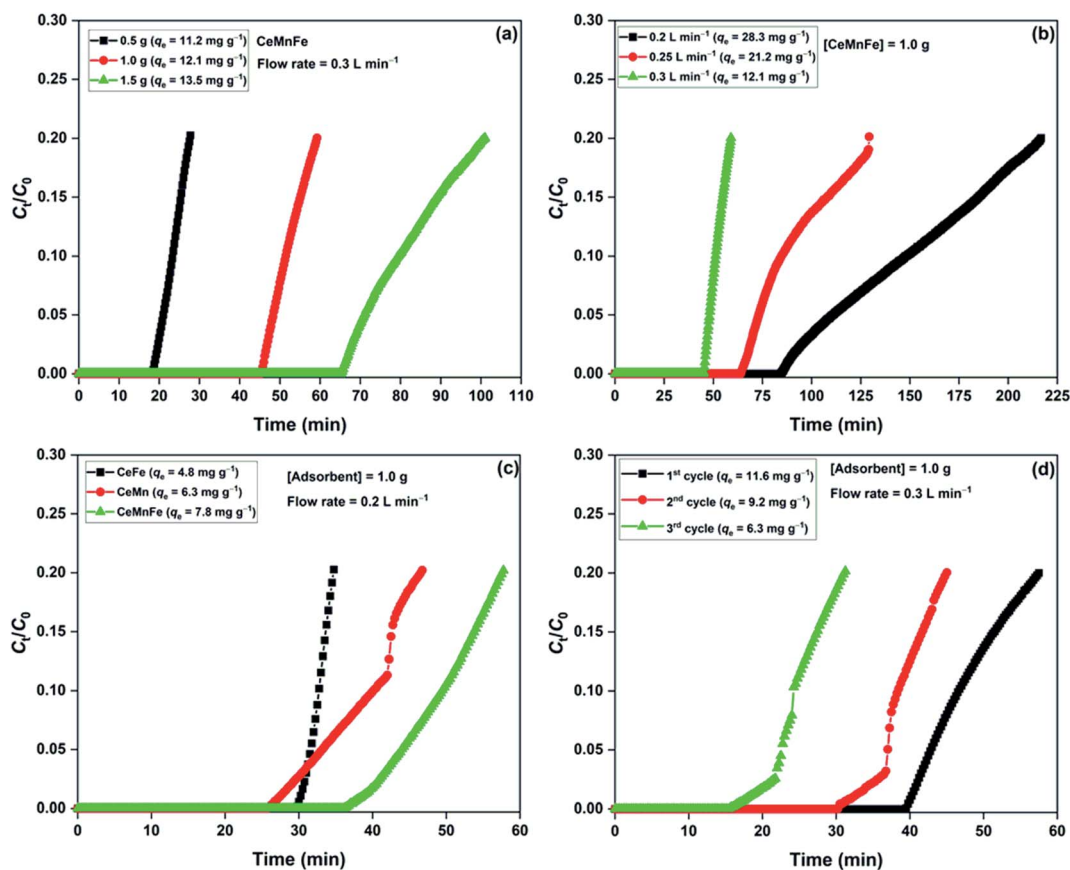 (a)
0.5 g (qₑ = 11.2 mg g⁻¹)
1.0 g (qₑ = 12.1 mg g⁻¹)
1.5 g (qₑ = 13.5 mg g⁻¹)
CeMnFe
Flow rate = 0.3 L min⁻¹
0.30
0.25
0.20
0.15
0.10
0.05
0.00
Cₜ/C₀
0 10 20 30 40 50 60 70 80 90 100 110
Time (min)
(b)
0.2 L min⁻¹ (qₑ = 28.3 mg g⁻¹)
0.25 L min⁻¹ (qₑ = 21.2 mg g⁻¹)
0.3 L min⁻¹ (qₑ = 12.1 mg g⁻¹)
[CeMnFe] = 1.0 g
0.30
0.25
0.20
0.15
0.10
0.05
0.00
Cₜ/C₀
0 25 50 75 100 125 150 175 200 225
Time (min)
(c)
CeFe (qₑ = 4.8 mg g⁻¹)
CeMn (qₑ = 6.3 mg g⁻¹)
CeMnFe (qₑ = 7.8 mg g⁻¹)
[Adsorbent] = 1.0 g
Flow rate = 0.2 L min⁻¹
0.30
0.25
0.20
0.15
0.10
0.05
0.00
Cₜ/C₀
0 10 20 30 40 50 60
Time (min)
(d)
1ˢᵗ cycle (qₑ = 11.6 mg g⁻¹)
2ⁿᵈ cycle (qₑ = 9.2 mg g⁻¹)
3ʳᵈ cycle (qₑ = 6.3 mg g⁻¹)
[Adsorbent] = 1.0 g
Flow rate = 0.3 L min⁻¹
0.30
0.25
0.20
0.15
0.10
0.05
0.00
Cₜ/C₀
0 10 20 30 40 50 60
Time (min)